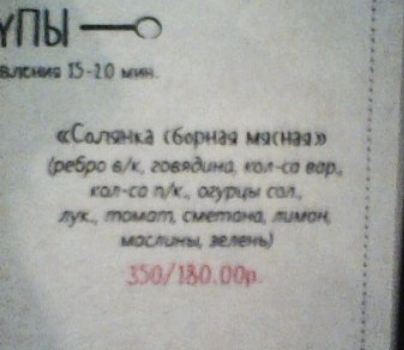 УПЫ
вления 15-20 мин.
«Солянка сборная мясная»
(ребро в/к, говядина, кол-са вар.,
кол-са п/к., огурцы сол.,
лук., томат, сметана, лимон,
маслины, зелень)
350/180.00р.